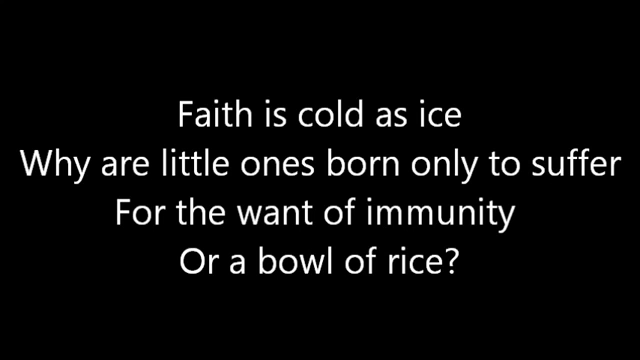 Faith is cold as ice
Why are little ones born only to suffer
For the want of immunity
Or a bowl of rice?